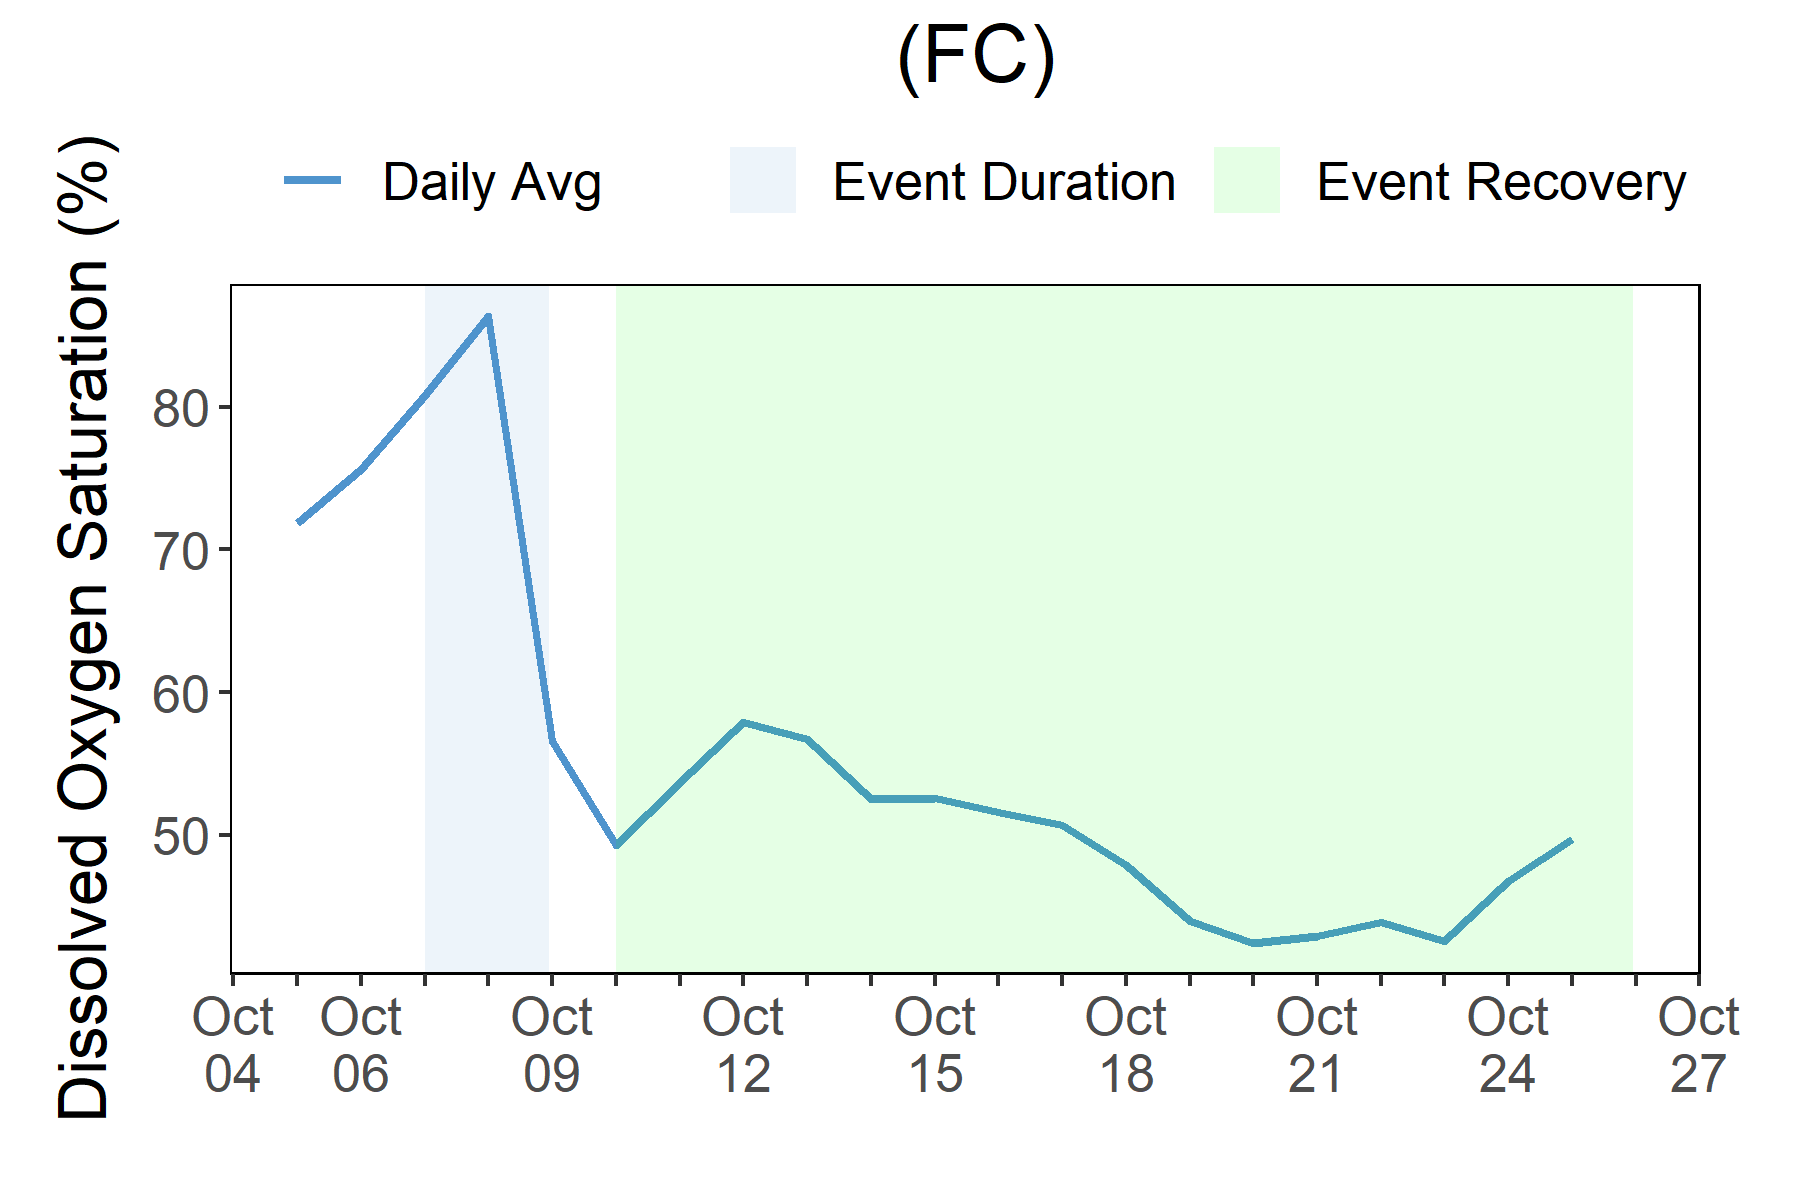 (FC)
Daily Avg
Event Duration
Event Recovery
Dissolved Oxygen Saturation (%)
80
70
60
50
Oct 04
Oct 06
Oct 09
Oct 12
Oct 15
Oct 18
Oct 21
Oct 24
Oct 27